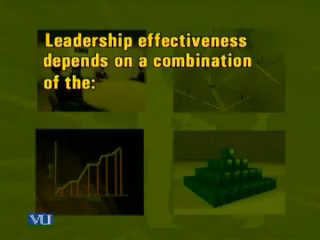 Leadership effectiveness
depends on a combination
of the:
VU